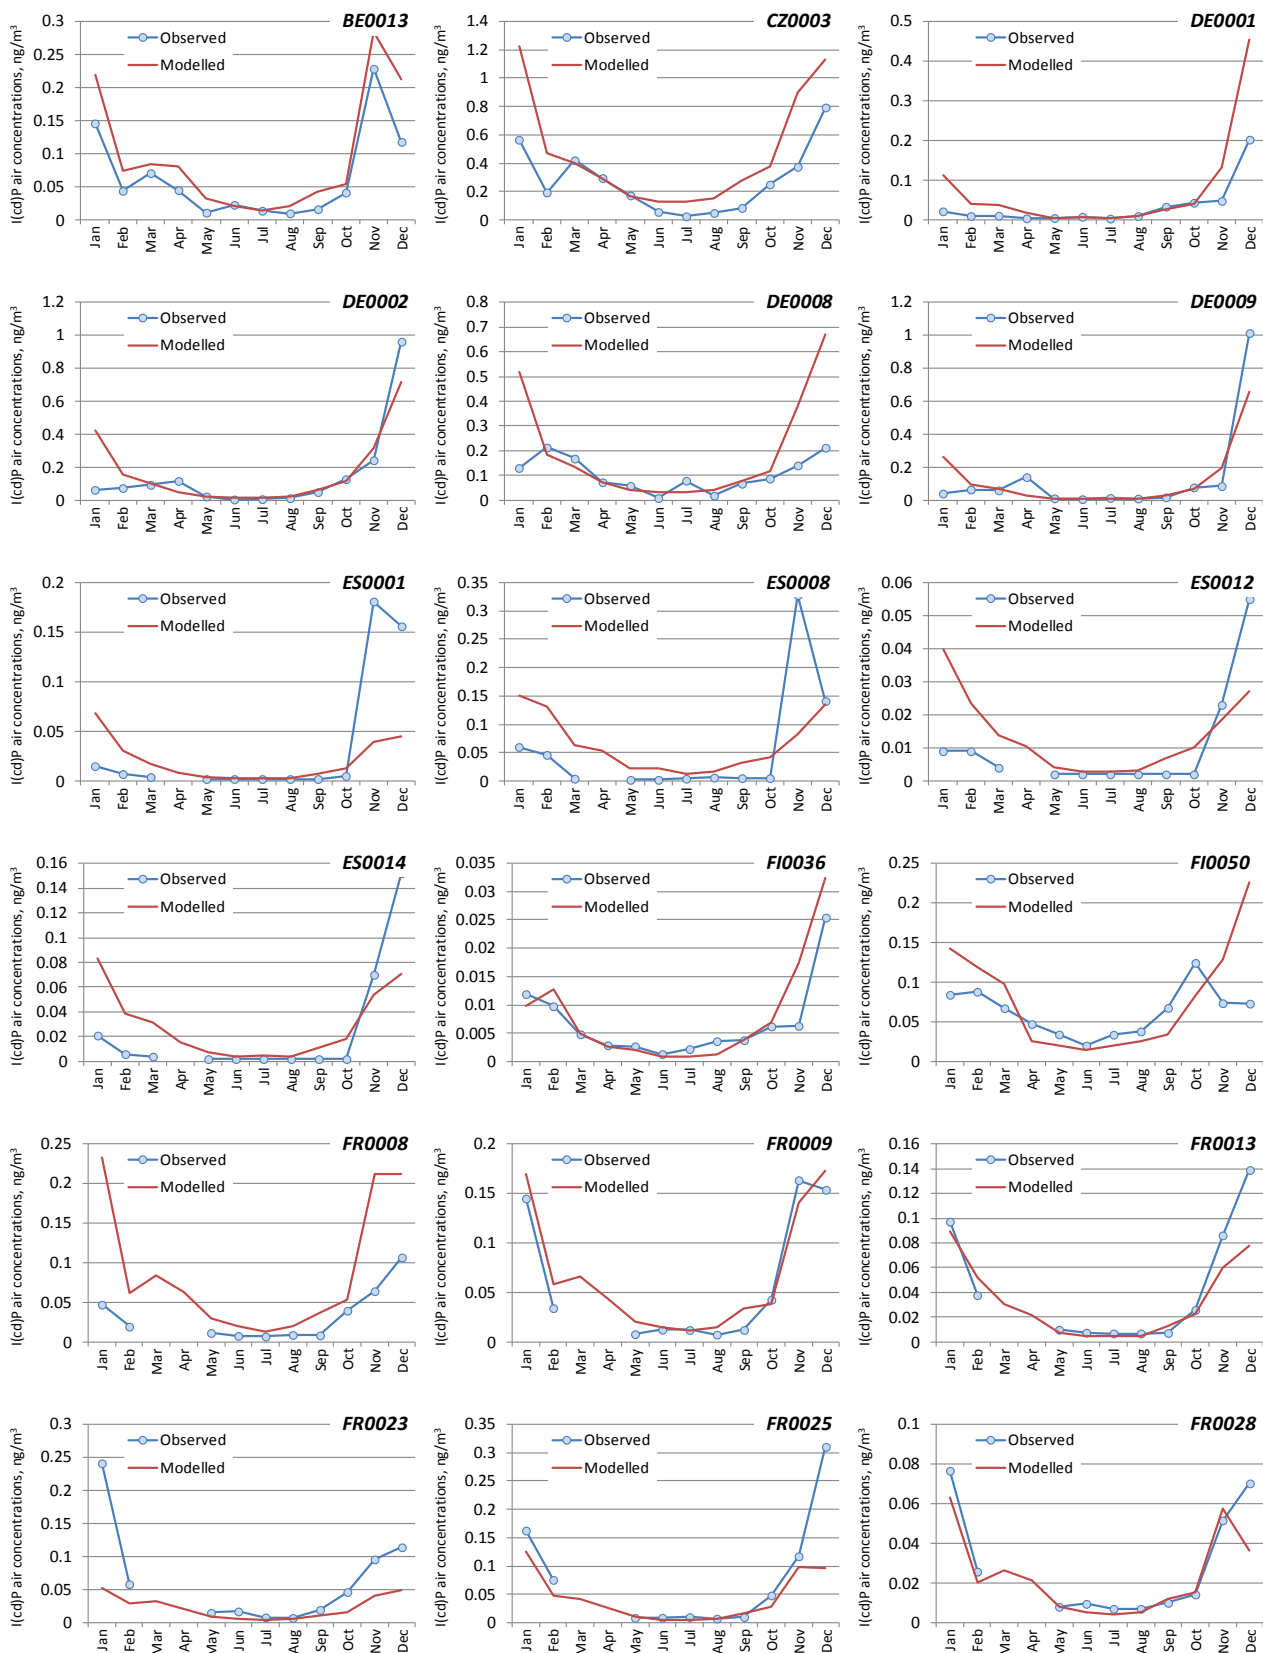 BE0013
I(cd)P air concentrations, ng/m³
0.3
0.25
0.2
0.15
0.1
0.05
0
Observed
Modelled
Jan Feb Mar Apr May Jun Jul Aug Sep Oct Nov Dec
CZ0003
I(cd)P air concentrations, ng/m³
1.4
1.2
1
0.8
0.6
0.4
0.2
0
Observed
Modelled
Jan Feb Mar Apr May Jun Jul Aug Sep Oct Nov Dec
DE0001
I(cd)P air concentrations, ng/m³
0.5
0.4
0.3
0.2
0.1
0
Observed
Modelled
Jan Feb Mar Apr May Jun Jul Aug Sep Oct Nov Dec
DE0002
I(cd)P air concentrations, ng/m³
1.2
1
0.8
0.6
0.4
0.2
0
Observed
Modelled
Jan Feb Mar Apr May Jun Jul Aug Sep Oct Nov Dec
DE0008
I(cd)P air concentrations, ng/m³
0.8
0.7
0.6
0.5
0.4
0.3
0.2
0.1
0
Observed
Modelled
Jan Feb Mar Apr May Jun Jul Aug Sep Oct Nov Dec
DE0009
I(cd)P air concentrations, ng/m³
1.2
1
0.8
0.6
0.4
0.2
0
Observed
Modelled
Jan Feb Mar Apr May Jun Jul Aug Sep Oct Nov Dec
ES0001
I(cd)P air concentrations, ng/m³
0.2
0.15
0.1
0.05
0
Observed
Modelled
Jan Feb Mar Apr May Jun Jul Aug Sep Oct Nov Dec
ES0008
I(cd)P air concentrations, ng/m³
0.35
0.3
0.25
0.2
0.15
0.1
0.05
0
Observed
Modelled
Jan Feb Mar Apr May Jun Jul Aug Sep Oct Nov Dec
ES0012
I(cd)P air concentrations, ng/m³
0.06
0.05
0.04
0.03
0.02
0.01
0
Observed
Modelled
Jan Feb Mar Apr May Jun Jul Aug Sep Oct Nov Dec
ES0014
I(cd)P air concentrations, ng/m³
0.16
0.14
0.12
0.1
0.08
0.06
0.04
0.02
0
Observed
Modelled
Jan Feb Mar Apr May Jun Jul Aug Sep Oct Nov Dec
FI0036
I(cd)P air concentrations, ng/m³
0.035
0.03
0.025
0.02
0.015
0.01
0.005
0
Observed
Modelled
Jan Feb Mar Apr May Jun Jul Aug Sep Oct Nov Dec
FI0050
I(cd)P air concentrations, ng/m³
0.25
0.2
0.15
0.1
0.05
0
Observed
Modelled
Jan Feb Mar Apr May Jun Jul Aug Sep Oct Nov Dec
FR0008
I(cd)P air concentrations, ng/m³
0.25
0.2
0.15
0.1
0.05
0
Observed
Modelled
Jan Feb Mar Apr May Jun Jul Aug Sep Oct Nov Dec
FR0009
I(cd)P air concentrations, ng/m³
0.2
0.15
0.1
0.05
0
Observed
Modelled
Jan Feb Mar Apr May Jun Jul Aug Sep Oct Nov Dec
FR0013
I(cd)P air concentrations, ng/m³
0.16
0.14
0.12
0.1
0.08
0.06
0.04
0.02
0
Observed
Modelled
Jan Feb Mar Apr May Jun Jul Aug Sep Oct Nov Dec
FR0023
I(cd)P air concentrations, ng/m³
0.3
0.25
0.2
0.15
0.1
0.05
0
Observed
Modelled
Jan Feb Mar Apr May Jun Jul Aug Sep Oct Nov Dec
FR0025
I(cd)P air concentrations, ng/m³
0.35
0.3
0.25
0.2
0.15
0.1
0.05
0
Observed
Modelled
Jan Feb Mar Apr May Jun Jul Aug Sep Oct Nov Dec
FR0028
I(cd)P air concentrations, ng/m³
0.1
0.08
0.06
0.04
0.02
0
Observed
Modelled
Jan Feb Mar Apr May Jun Jul Aug Sep Oct Nov Dec